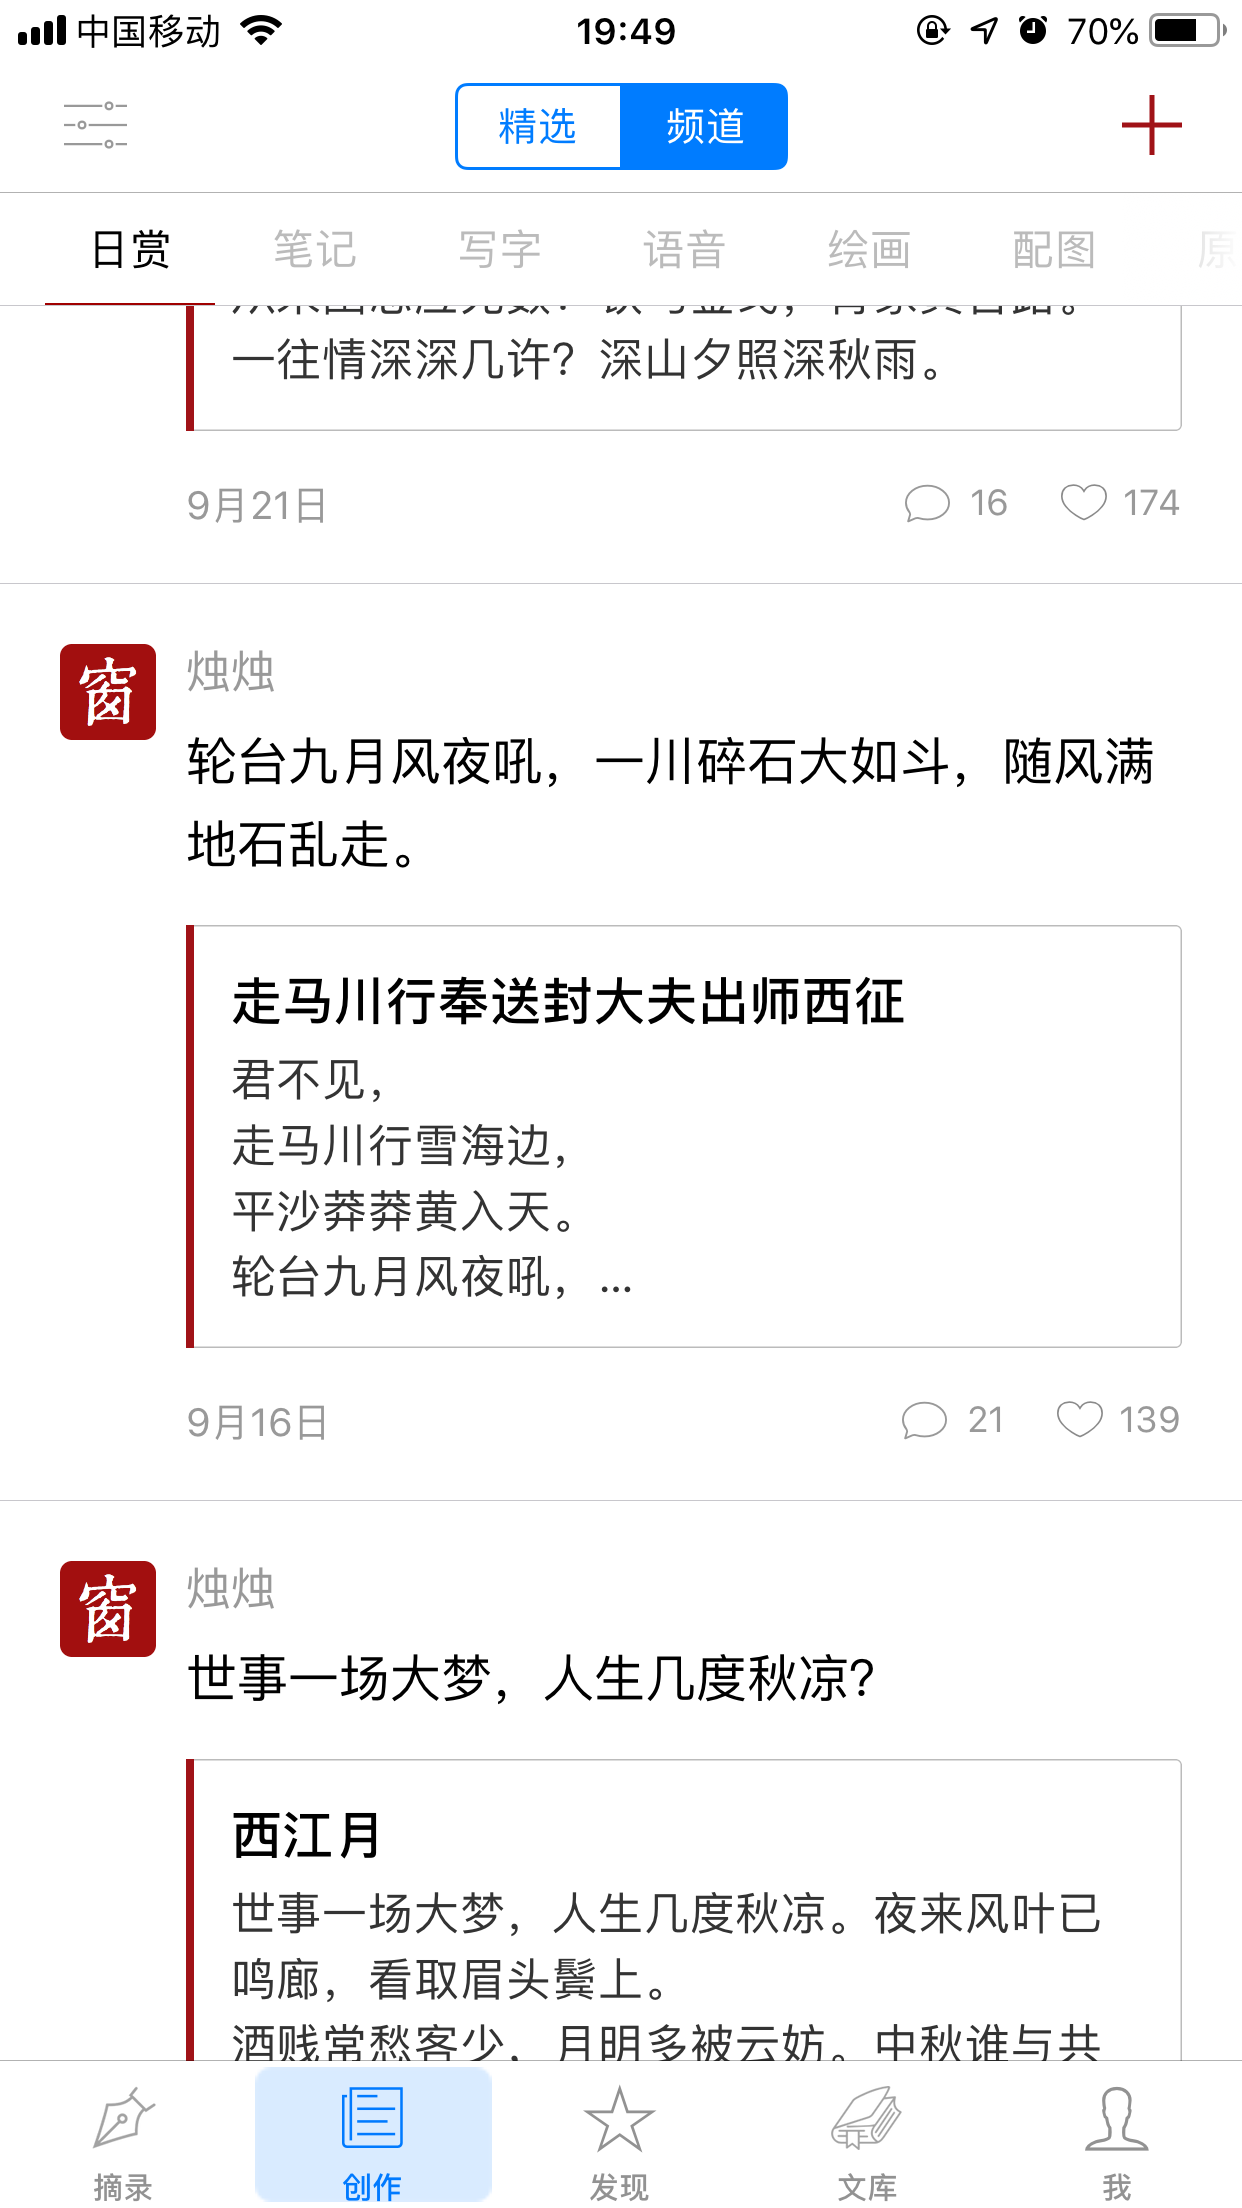 中国移动 19:49 70%
精选 频道
日赏 笔记 写字 语音 绘画 配图 原
一往情深深几许？深山夕照深秋雨。
9月21日 16 174
窗 烛烛
轮台九月风夜吼，一川碎石大如斗，随风满
地石乱走。
走马川行奉送封大夫出师西征
君不见，
走马川行雪海边，
平沙莽莽黄入天。
轮台九月风夜吼，...
9月16日 21 139
窗 烛烛
世事一场大梦，人生几度秋凉?
西江月
世事一场大梦，人生几度秋凉。夜来风叶已
鸣廊，看取眉头鬓上。
酒贱常愁客少，月明多被云妨。中秋谁与共
摘录 创作 发现 文库 我